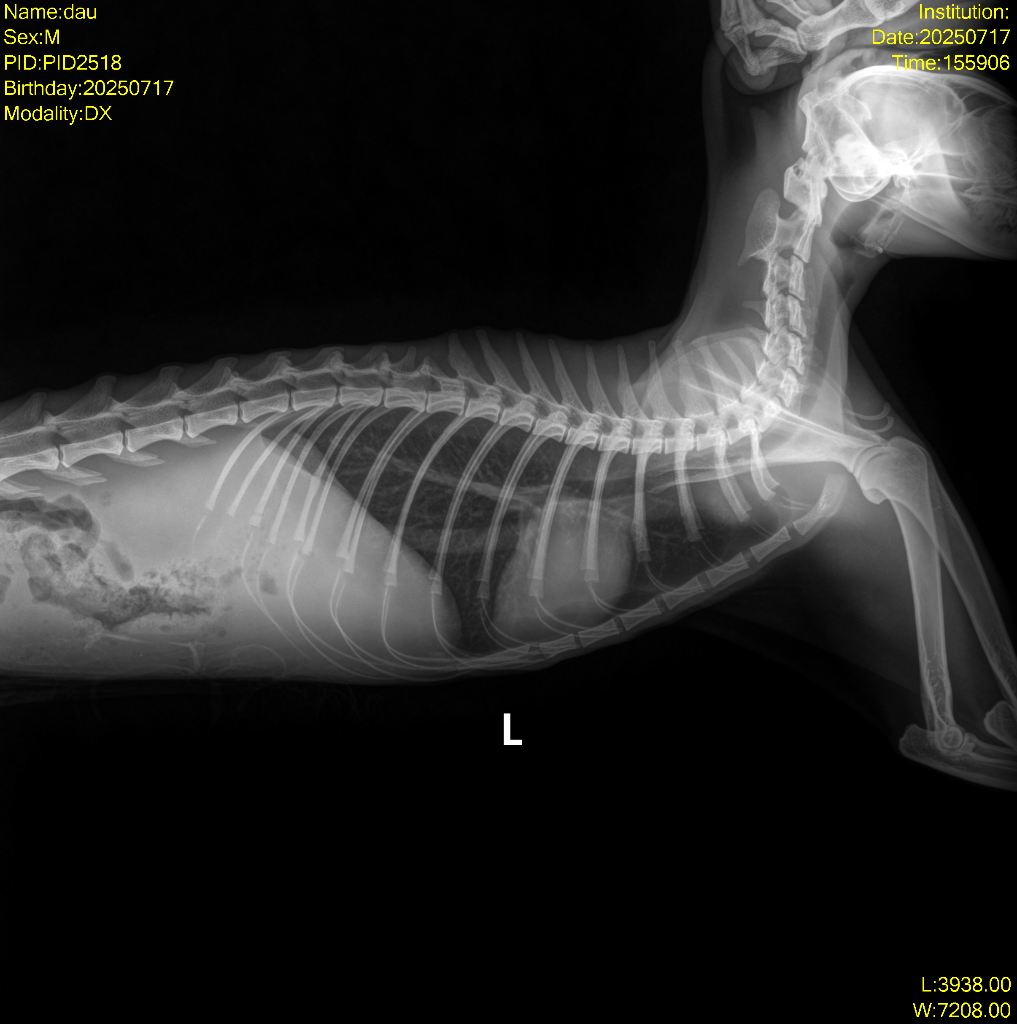 Name:dau
Sex:M
PID:PID2518
Birthday:20250717
Modality:DX
Institution:
Date:20250717
Time:155906
L
L:3938.00
W:7208.00